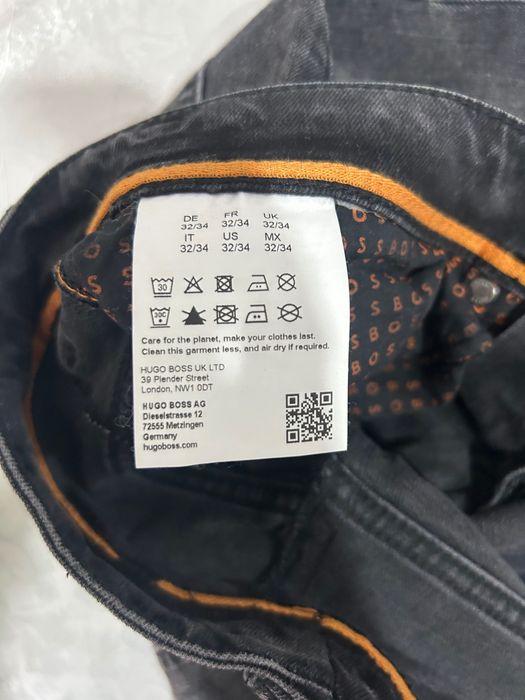 DE FR UK
32/34 32/34 32/34
IT US MX
32/34 32/34 32/34
30
30C
Care for the planet, make your clothes last.
Clean this garment less, and air dry if required.
HUGO BOSS UK LTD
39 Plender Street
London, NW1 0DT
HUGO BOSS AG
Dieselstrasse 12
72555 Metzingen
Germany
hugoboss.com